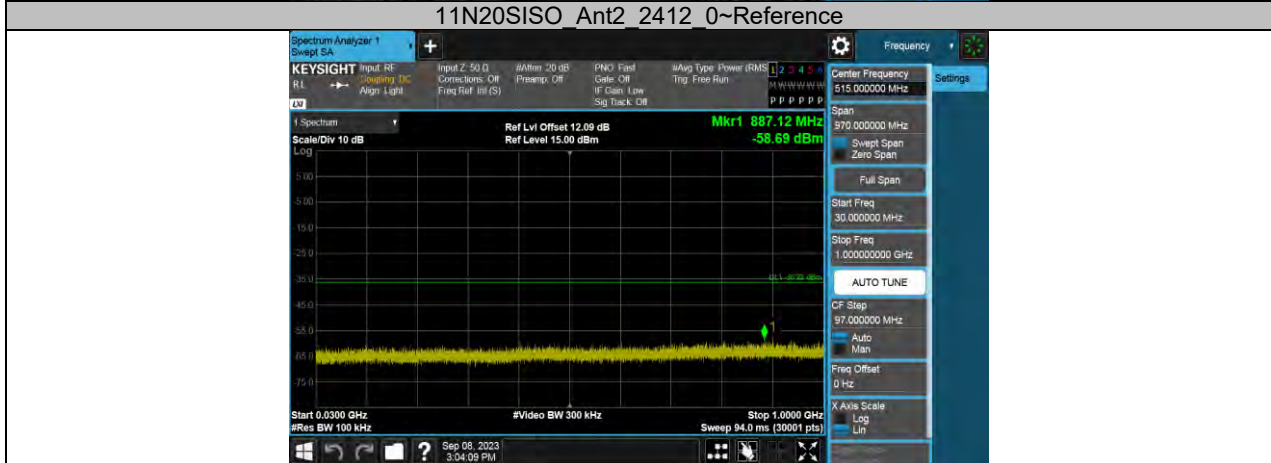 11N20SISO_Ant2_2412_0~Reference
Spectrum Analyzer 1
Swept SA
+
Frequency
KEYSIGHT
Input: RF
R L
Coupling: DC
Align: Light
LXI
Input Z: 50 Ω
Corrections: Off
Freq Ref: Int (S)
#Atten: 20 dB
Preamp: Off
PNO: Fast
Gate: Off
IF Gain: Low
Sig Track: Off
#Avg Type: Power (RMS
Trig: Free Run
1 2 3 4 5 6
M W W W W W
P P P P P P
Center Frequency
515.000000 MHz
Settings
Span
970.000000 MHz
Swept Span
Zero Span
Full Span
Start Freq
30.000000 MHz
Stop Freq
1.000000000 GHz
AUTO TUNE
CF Step
97.000000 MHz
Auto
Man
Freq Offset
0 Hz
X Axis Scale
Log
Lin
1 Spectrum
Scale/Div 10 dB
Log
Ref Lvl Offset 12.09 dB
Ref Level 15.00 dBm
Mkr1 887.12 MHz
-58.69 dBm
5.00
-5.00
-15.0
-25.0
-35.0
-45.0
-55.0
1
-65.0
-75.0
Start 0.0300 GHz
#Res BW 100 kHz
#Video BW 300 kHz
Stop 1.0000 GHz
Sweep 94.0 ms (30001 pts)
?
Sep 08, 2023
3:04:09 PM